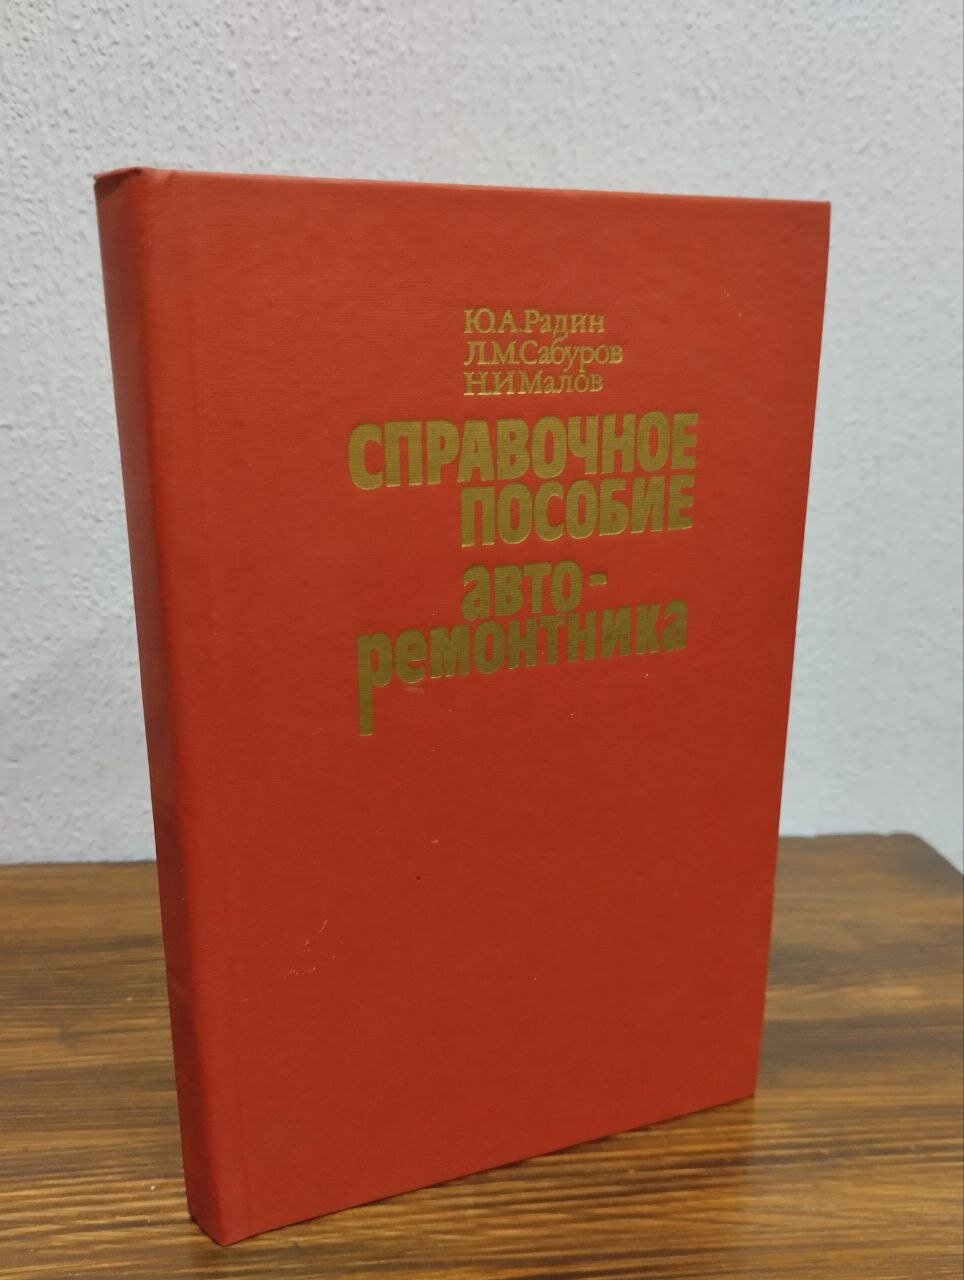 Ю.А.Радин
Л.М.Сабуров
Н.И.Малов
СПРАВОЧНОЕ
ПОСОБИЕ
авто-
ремонтника